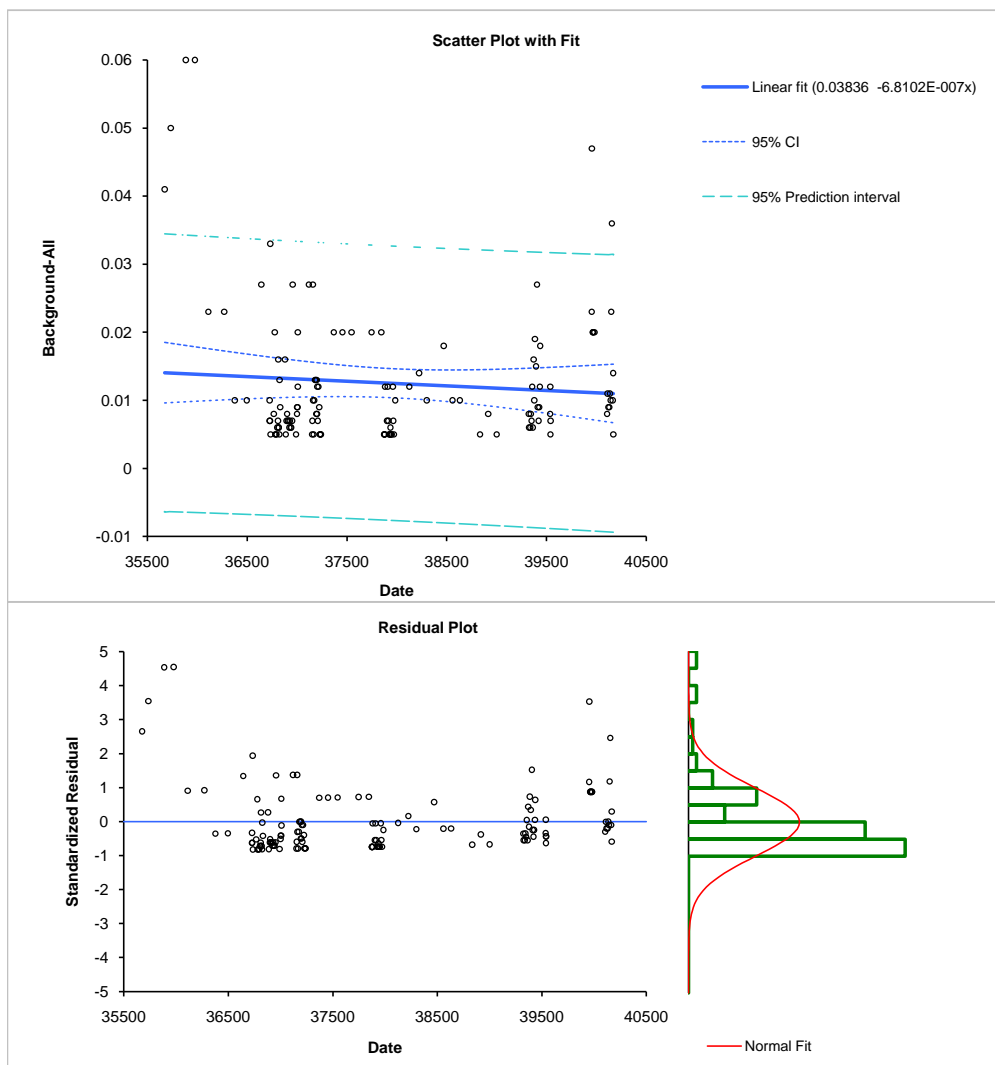 Scatter Plot with Fit
0.06
0.05
0.04
0.03
0.02
0.01
0
-0.01
Background-All
35500 36500 37500 38500 39500 40500
Date
Linear fit (0.03836 -6.8102E-007x)
95% CI
95% Prediction interval
Residual Plot
5
4
3
2
1
0
-1
-2
-3
-4
-5
Standardized Residual
35500 36500 37500 38500 39500 40500
Date
Normal Fit